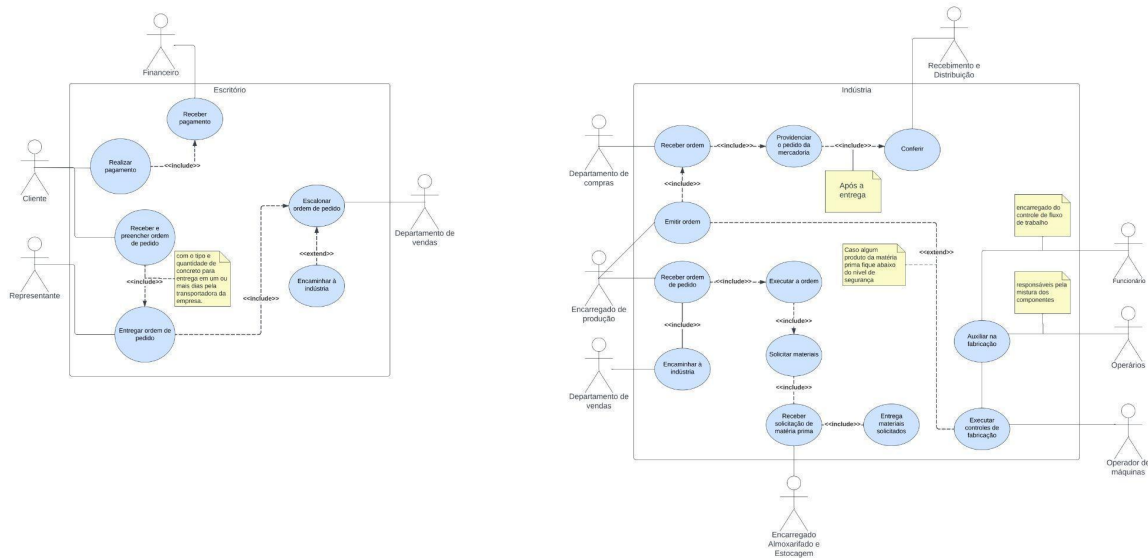 Financeiro
Escritório
Receber
pagamento
Realizar
pagamento
<<include>>
Cliente
Receber e
preencher ordem
de pedido
com o tipo e
quantidade de
concreto para
entrega em um ou
mais dias pela
transportadora da
empresa.
<<include>>
Representante
Entregar ordem de
pedido
<<include>>
Escalonar
ordem de pedido
<<extend>>
Encaminhar à
indústria
Departamento
de vendas
Recebimento e
Distribuição
Indústria
Departamento de
compras
Receber ordem
<<include>>
Providenciar
o pedido da
mercadoria
<<include>>
Conferir
Após a
entrega
<<include>>
Emitir ordem
Encarregado de
produção
Receber ordem
de pedido
<<include>>
Executar a ordem
Caso algum
produto da matéria
prima fique abaixo
do nível de
segurança
<<extend>>
encarregado do
controle de fluxo
de trabalho
Funcionário
responsáveis pela
mistura dos
componentes
<<include>>
<<include>>
Auxiliar na
fabricação
Operários
Departamento de
vendas
Encaminhar à
indústria
Solicitar materiais
<<include>>
Receber
solicitação de
matéria prima
<<include>>
Entrega
materiais
solicitados
Executar
controles de
fabricação
Operador de
máquinas
Encarregado
Almoxarifado e
Estocagem